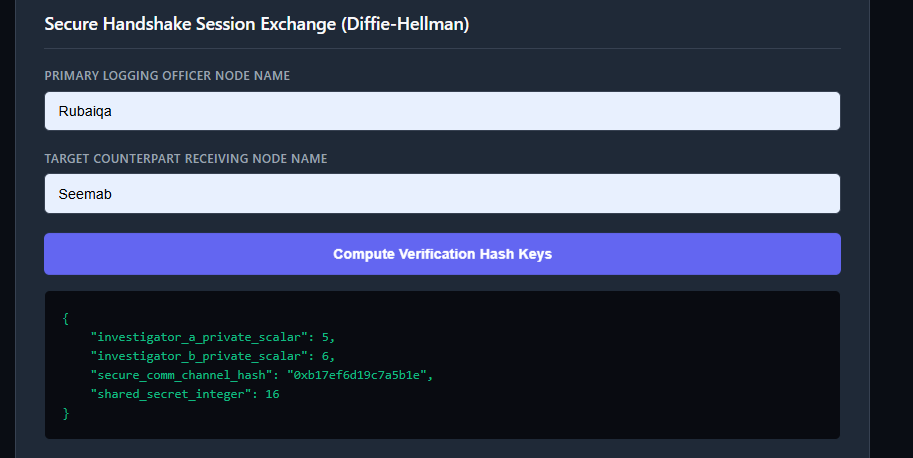 Secure Handshake Session Exchange (Diffie-Hellman)
PRIMARY LOGGING OFFICER NODE NAME
Rubaiqa
TARGET COUNTERPART RECEIVING NODE NAME
Seemab
Compute Verification Hash Keys
{
    "investigator_a_private_scalar": 5,
    "investigator_b_private_scalar": 6,
    "secure_comm_channel_hash": "0xb17ef6d19c7a5b1e",
    "shared_secret_integer": 16
}